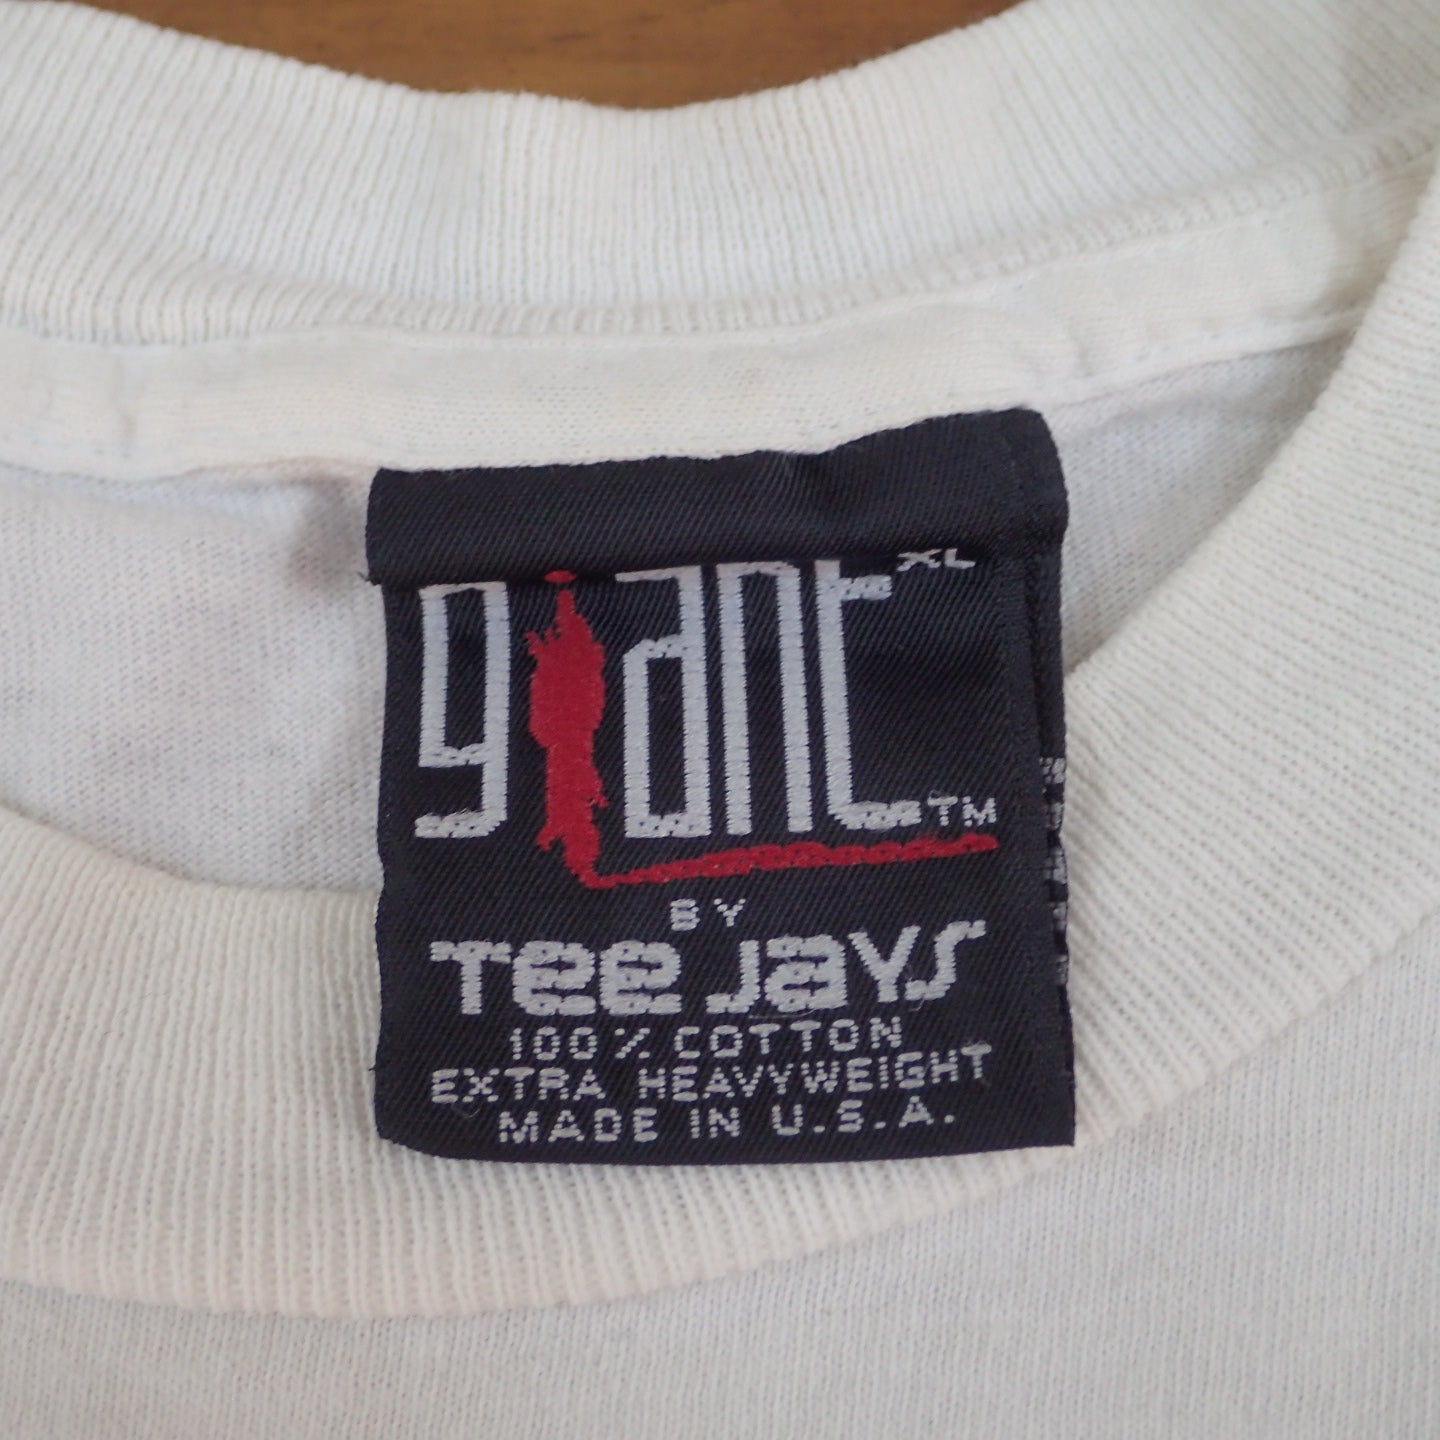 giant XL
TM
BY
Tee Jays
100% COTTON
EXTRA HEAVYWEIGHT
MADE IN U.S.A.